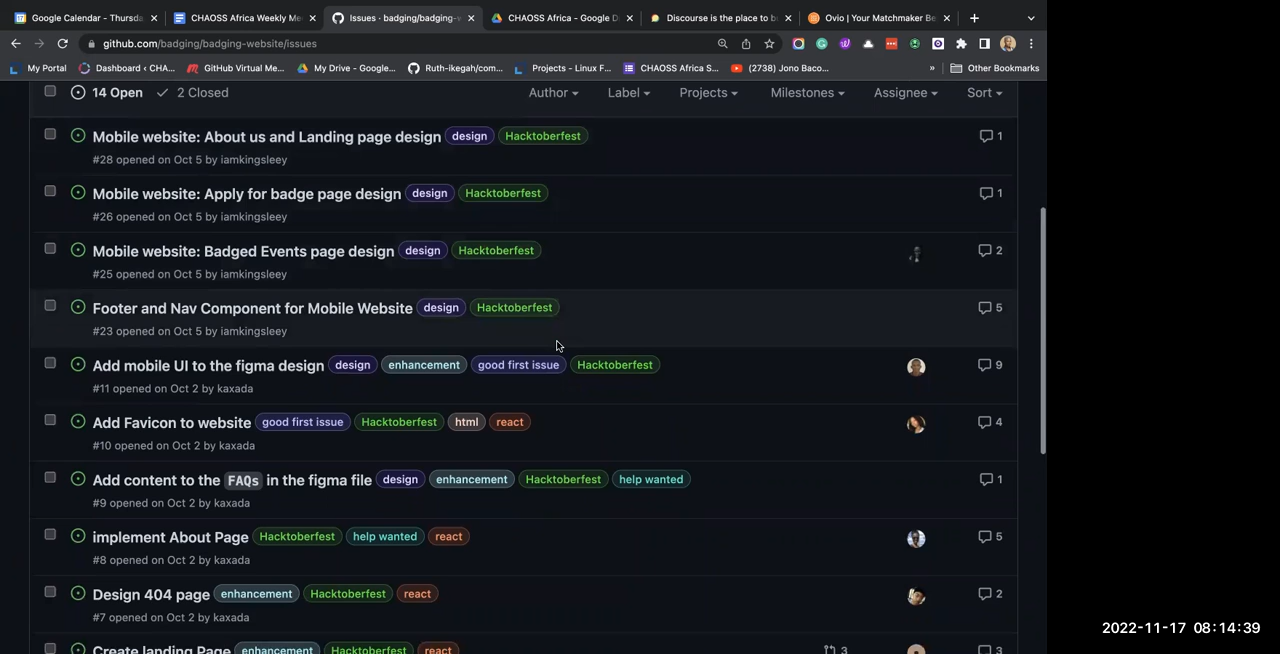 Google Calendar - Thursda
CHAOSS Africa Weekly Me
Issues · badging/badging-w
CHAOSS Africa - Google D
Discourse is the place to b
Ovio | Your Matchmaker Be
github.com/badging/badging-website/issues
My Portal
Dashboard ‹ CHA...
GitHub Virtual Me...
My Drive - Google...
Ruth-ikegah/com...
Projects - Linux F...
CHAOSS Africa S...
(2738) Jono Baco...
»
Other Bookmarks
14 Open 2 Closed Author Label Projects Milestones Assignee Sort
Mobile website: About us and Landing page design design Hacktoberfest 1
#28 opened on Oct 5 by iamkingsleey
Mobile website: Apply for badge page design design Hacktoberfest 1
#26 opened on Oct 5 by iamkingsleey
Mobile website: Badged Events page design design Hacktoberfest 2
#25 opened on Oct 5 by iamkingsleey
Footer and Nav Component for Mobile Website design Hacktoberfest 5
#23 opened on Oct 5 by iamkingsleey
Add mobile UI to the figma design design enhancement good first issue Hacktoberfest 9
#11 opened on Oct 2 by kaxada
Add Favicon to website good first issue Hacktoberfest html react 4
#10 opened on Oct 2 by kaxada
Add content to the FAQs in the figma file design enhancement Hacktoberfest help wanted 1
#9 opened on Oct 2 by kaxada
implement About Page Hacktoberfest help wanted react 5
#8 opened on Oct 2 by kaxada
Design 404 page enhancement Hacktoberfest react 2
#7 opened on Oct 2 by kaxada
Create landing Page enhancement Hacktoberfest react 3 3
2022-11-17 08:14:39